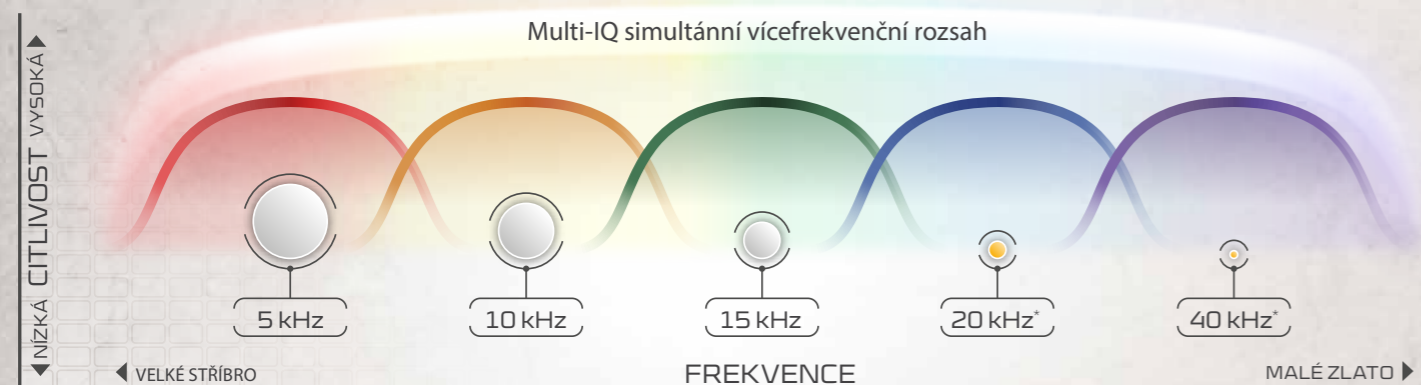 Multi-IQ simultánní vícefrekvenční rozsah
NÍZKÁ CITLIVOST VYSOKÁ
5 kHz
10 kHz
15 kHz
20 kHz*
40 kHz*
VELKÉ STŘÍBRO
FREKVENCE
MALÉ ZLATO